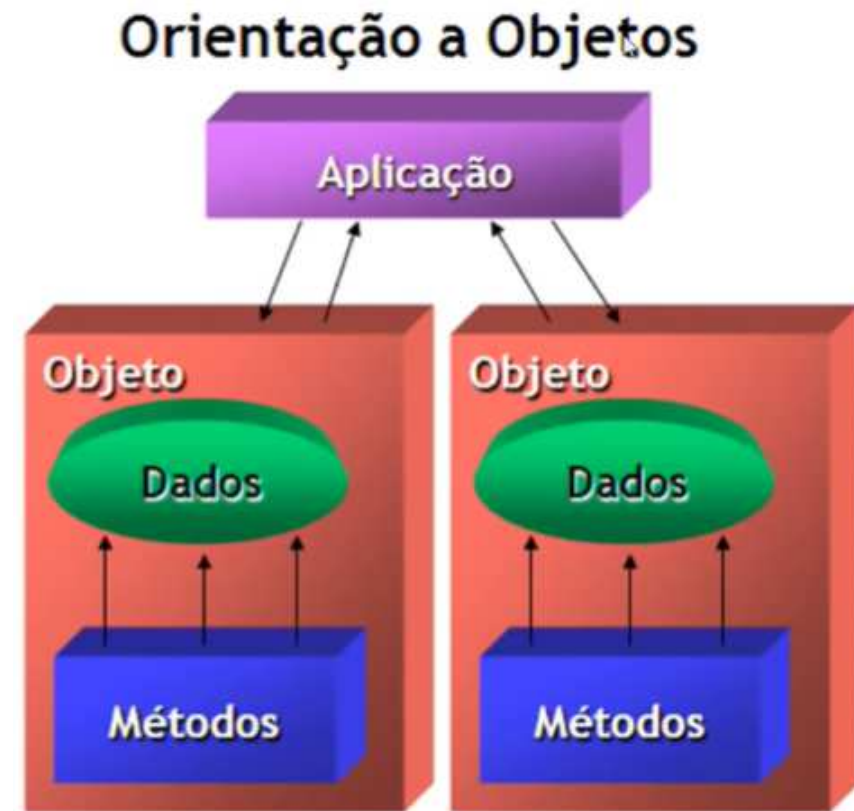 Orientação a Objetos
Aplicação
Objeto
Dados
Métodos
Objeto
Dados
Métodos